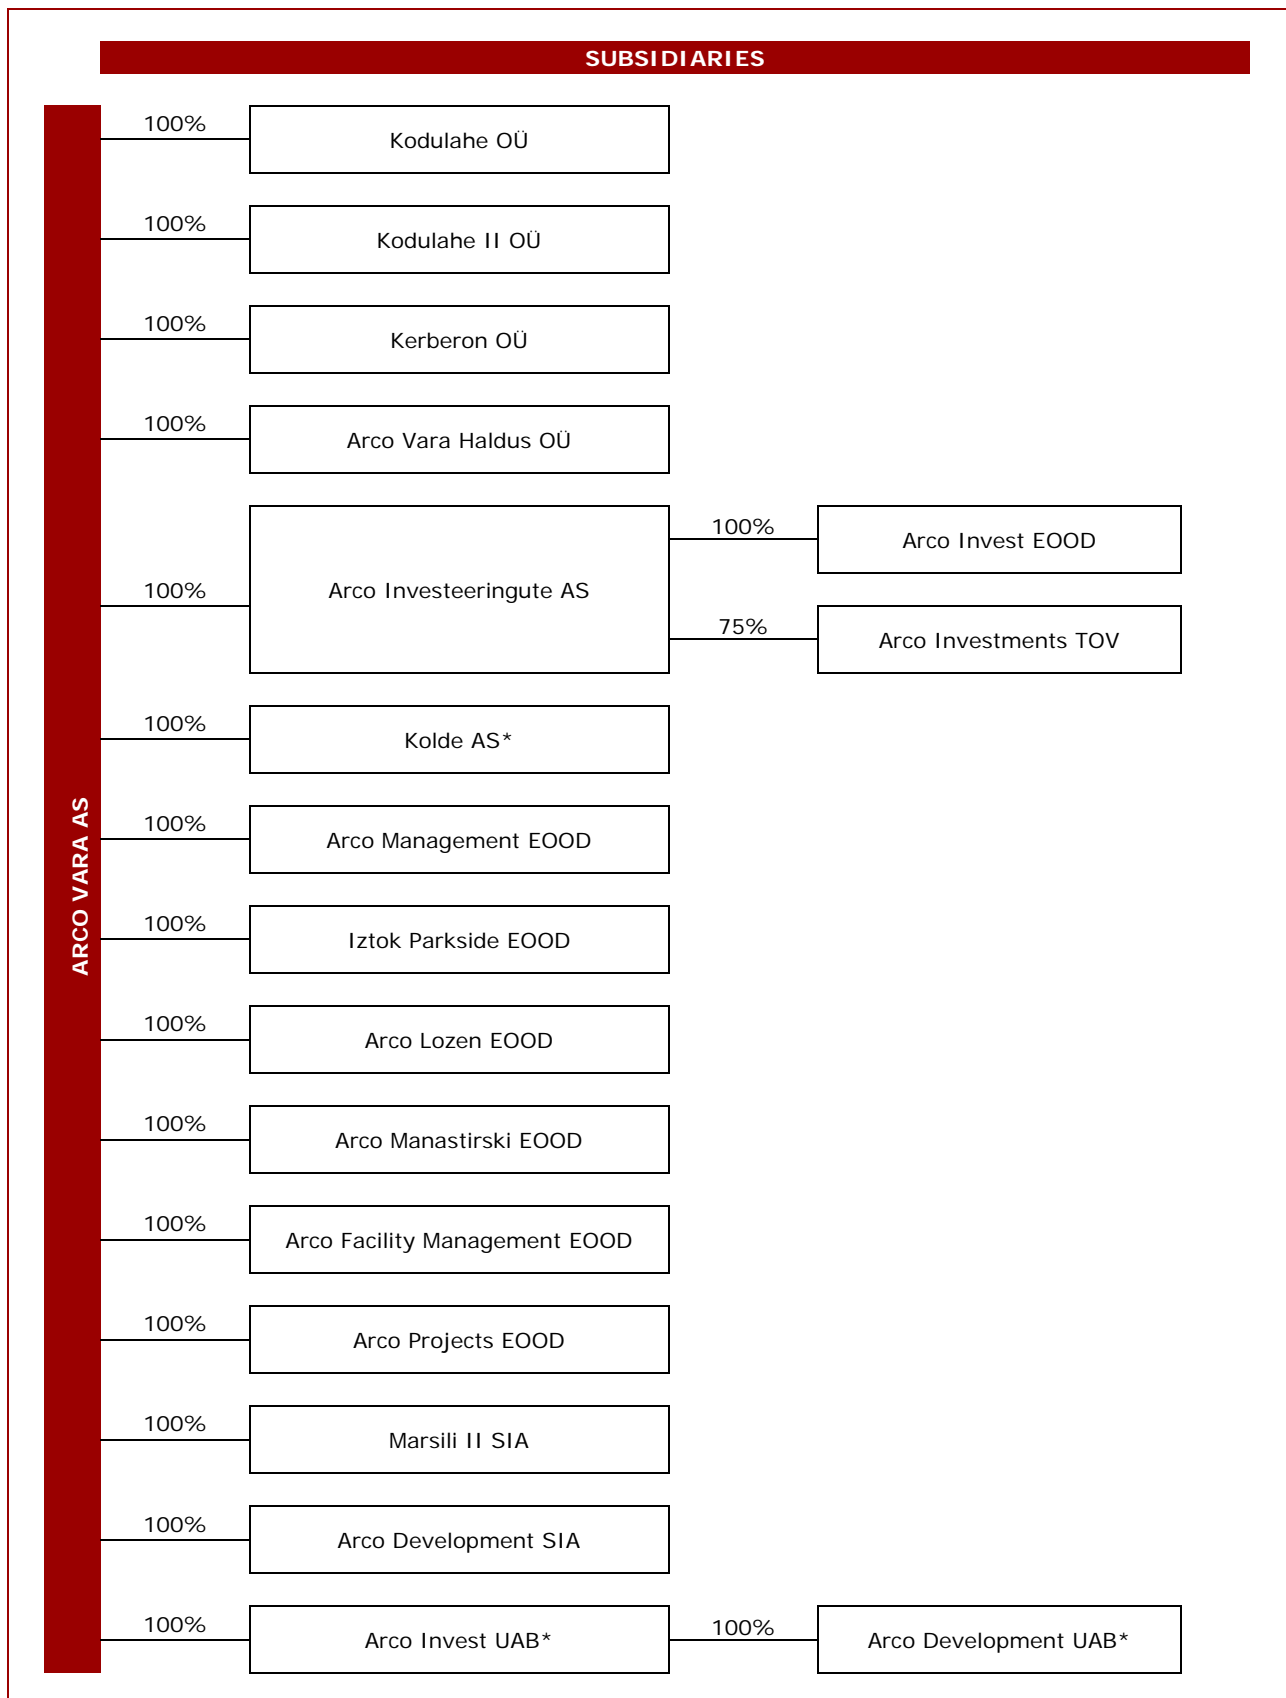 SUBSIDIARIES
ARCO VARA AS
100%
Kodulahe OÜ
100%
Kodulahe II OÜ
100%
Kerberon OÜ
100%
Arco Vara Haldus OÜ
100%
Arco Investeeringute AS
100%
Arco Invest EOOD
75%
Arco Investments TOV
100%
Kolde AS*
100%
Arco Management EOOD
100%
Iztok Parkside EOOD
100%
Arco Lozen EOOD
100%
Arco Manastirski EOOD
100%
Arco Facility Management EOOD
100%
Arco Projects EOOD
100%
Marsili II SIA
100%
Arco Development SIA
100%
Arco Invest UAB*
100%
Arco Development UAB*